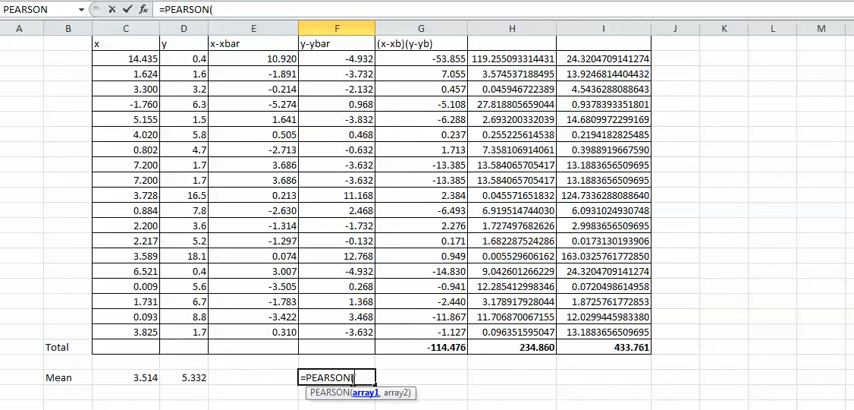 PEARSON =PEARSON(
A B C D E F G H I J K L M
x y x-xbar y-ybar (x-xb)(y-yb)
14.435 0.4 10.920 -4.932 -53.855 119.255093314431 24.3204709141274
1.624 1.6 -1.891 -3.732 7.055 3.574537188495 13.9246814404432
3.300 3.2 -0.214 -2.132 0.457 0.045946722389 4.5436288088643
-1.760 6.3 -5.274 0.968 -5.108 27.818805659044 0.9378393351801
5.155 1.5 1.641 -3.832 -6.288 2.693200332039 14.6809972299169
4.020 5.8 0.505 0.468 0.237 0.255225614538 0.2194182825485
0.802 4.7 -2.713 -0.632 1.713 7.358106914061 0.3988919667590
7.200 1.7 3.686 -3.632 -13.385 13.584065705417 13.1883656509695
7.200 1.7 3.686 -3.632 -13.385 13.584065705417 13.1883656509695
3.728 16.5 0.213 11.168 2.384 0.045571651832 124.7336288088640
0.884 7.8 -2.630 2.468 -6.493 6.919514744030 6.0931024930748
2.200 3.6 -1.314 -1.732 2.276 1.727497682626 2.9983656509695
2.217 5.2 -1.297 -0.132 0.171 1.682287524286 0.0173130193906
3.589 18.1 0.074 12.768 0.949 0.005529606162 163.0325761772850
6.521 0.4 3.007 -4.932 -14.830 9.042601266229 24.3204709141274
0.009 5.6 -3.505 0.268 -0.941 12.285412998346 0.0720498614958
1.731 6.7 -1.783 1.368 -2.440 3.178917928044 1.8725761772853
0.093 8.8 -3.422 3.468 -11.867 11.706870067155 12.0299445983380
3.825 1.7 0.310 -3.632 -1.127 0.096351595047 13.1883656509695
Total -114.476 234.860 433.761
Mean 3.514 5.332 =PEARSON(
PEARSON(array1, array2)